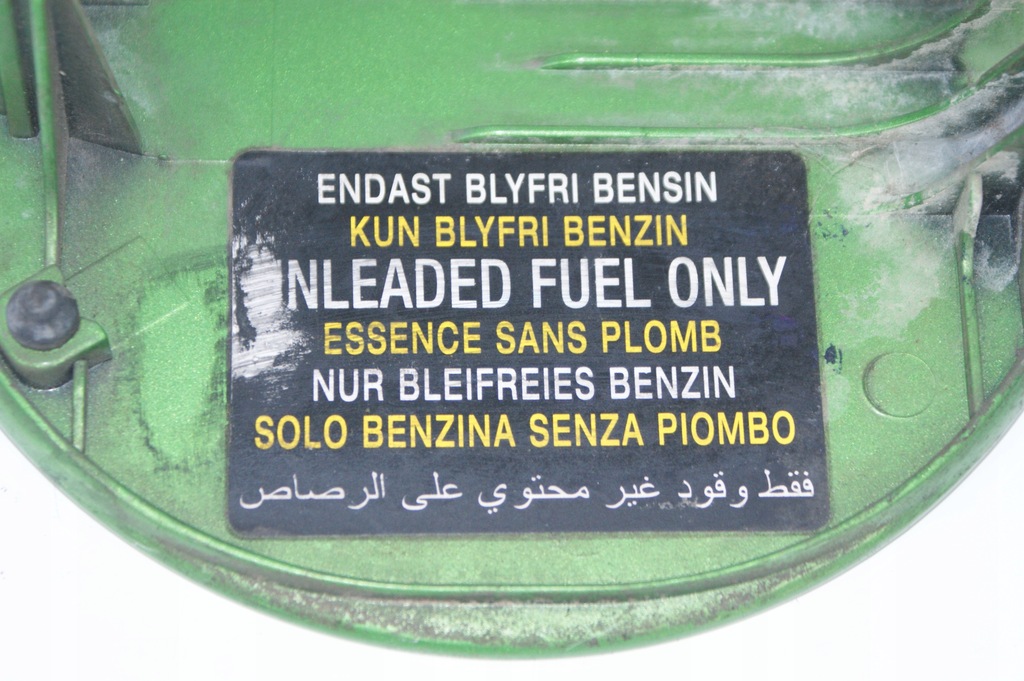 ENDAST BLYFRI BENSIN
KUN BLYFRI BENZIN
NLEADED FUEL ONLY
ESSENCE SANS PLOMB
NUR BLEIFREIES BENZIN
SOLO BENZINA SENZA PIOMBO
فقط وقود غير محتوي على الرصاص